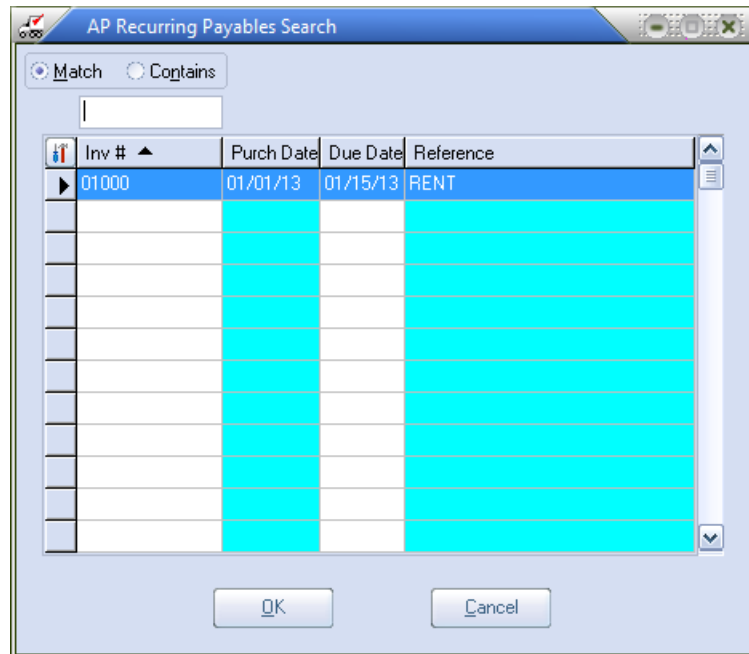 AP Recurring Payables Search
Match Contains
Inv # Purch Date Due Date Reference
01000 01/01/13 01/15/13 RENT
OK Cancel